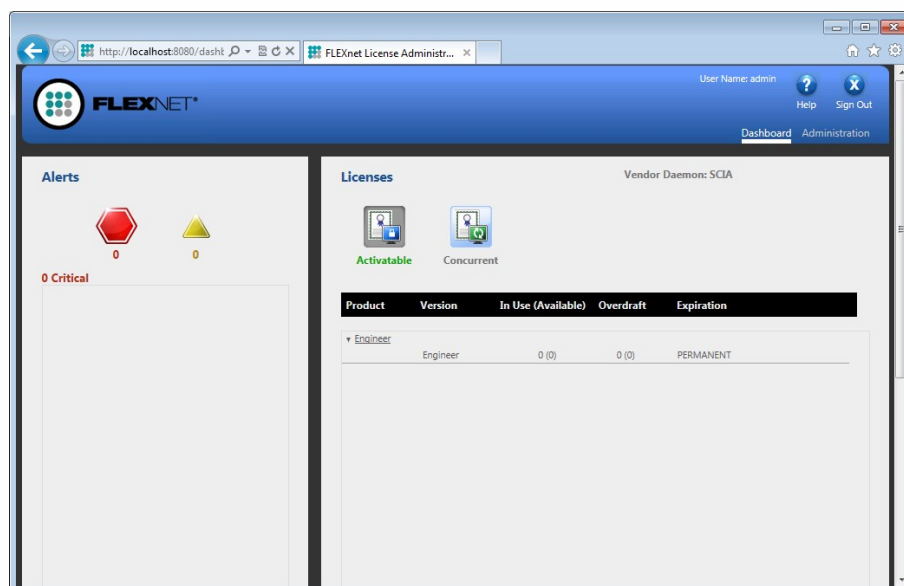 http://localhost:8080/dashb
FLEXnet License Administr...
User Name: admin
FLEXNET
Help
Sign Out
Dashboard
Administration
Alerts
0
0
0 Critical
Licenses
Vendor Daemon: SCIA
Activatable
Concurrent
Product Version In Use (Available) Overdraft Expiration
Engineer
Engineer 0 (0) 0 (0) PERMANENT